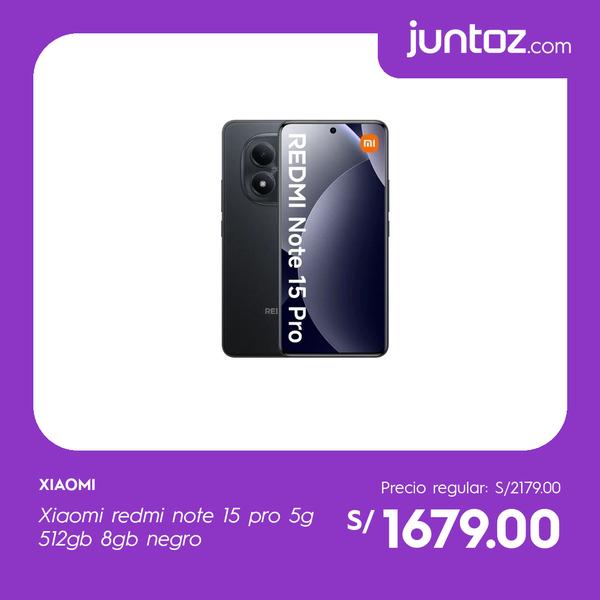 juntoz.com
REDMI Note 15 Pro
mi
REI
XIAOMI
Xiaomi redmi note 15 pro 5g
512gb 8gb negro
Precio regular: S/2179.00
S/ 1679.00